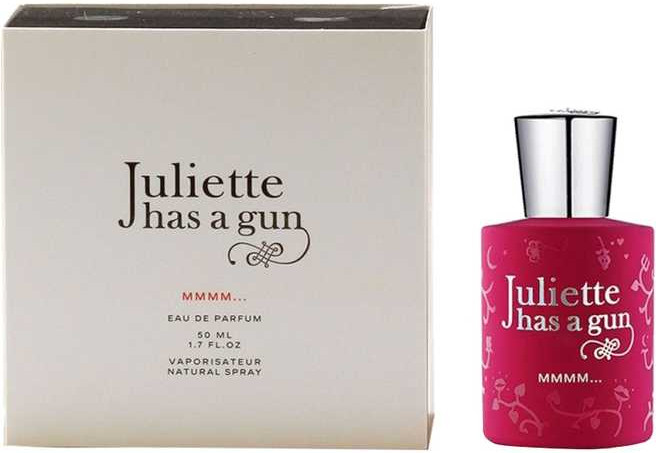 Juliette
has a gun
MMMM...
EAU DE PARFUM
50 ML
1.7 FL.OZ
VAPORISATEUR
NATURAL SPRAY
Juliette
has a gun
MMMM...